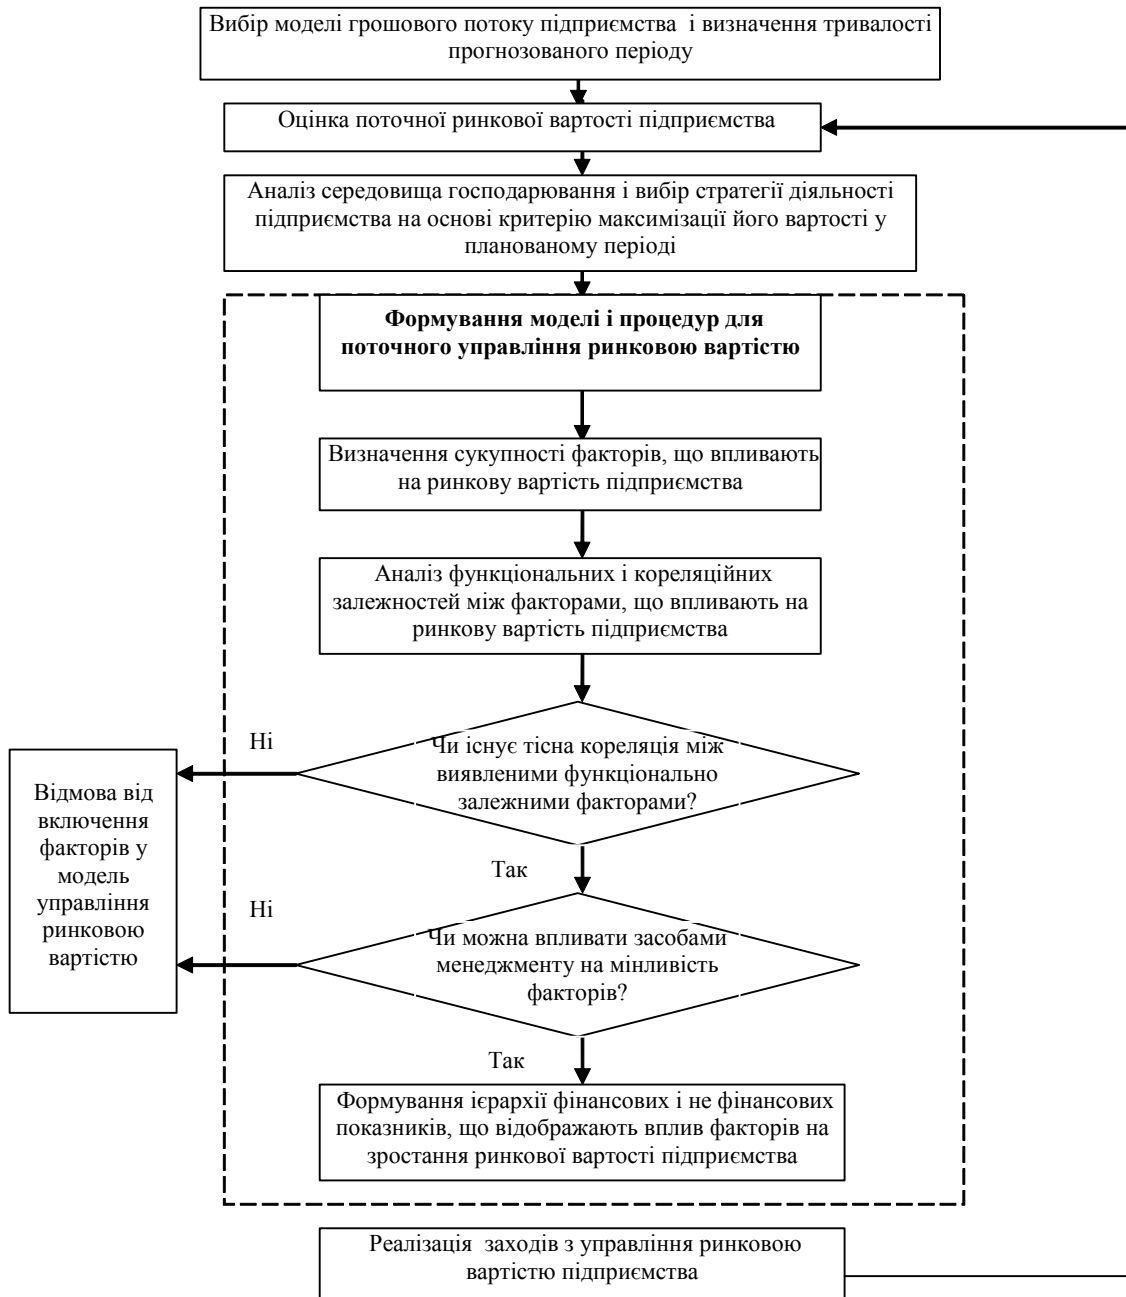 Вибір моделі грошового потоку підприємства і визначення тривалості
прогнозованого періоду
Оцінка поточної ринкової вартості підприємства
Аналіз середовища господарювання і вибір стратегії діяльності
підприємства на основі критерію максимізації його вартості у
планованому періоді
Формування моделі і процедур для
поточного управління ринковою вартістю
Визначення сукупності факторів, що впливають
на ринкову вартість підприємства
Аналіз функціональних і кореляційних
залежностей між факторами, що впливають на
ринкову вартість підприємства
Ні
Чи існує тісна кореляція між
виявленими функціонально
залежними факторами?
Відмова від
включення
факторів у
модель
управління
ринковою
вартістю
Так
Ні
Чи можна впливати засобами
менеджменту на мінливість
факторів?
Так
Формування ієрархії фінансових і не фінансових
показників, що відображають вплив факторів на
зростання ринкової вартості підприємства
Реалізація заходів з управління ринковою
вартістю підприємства